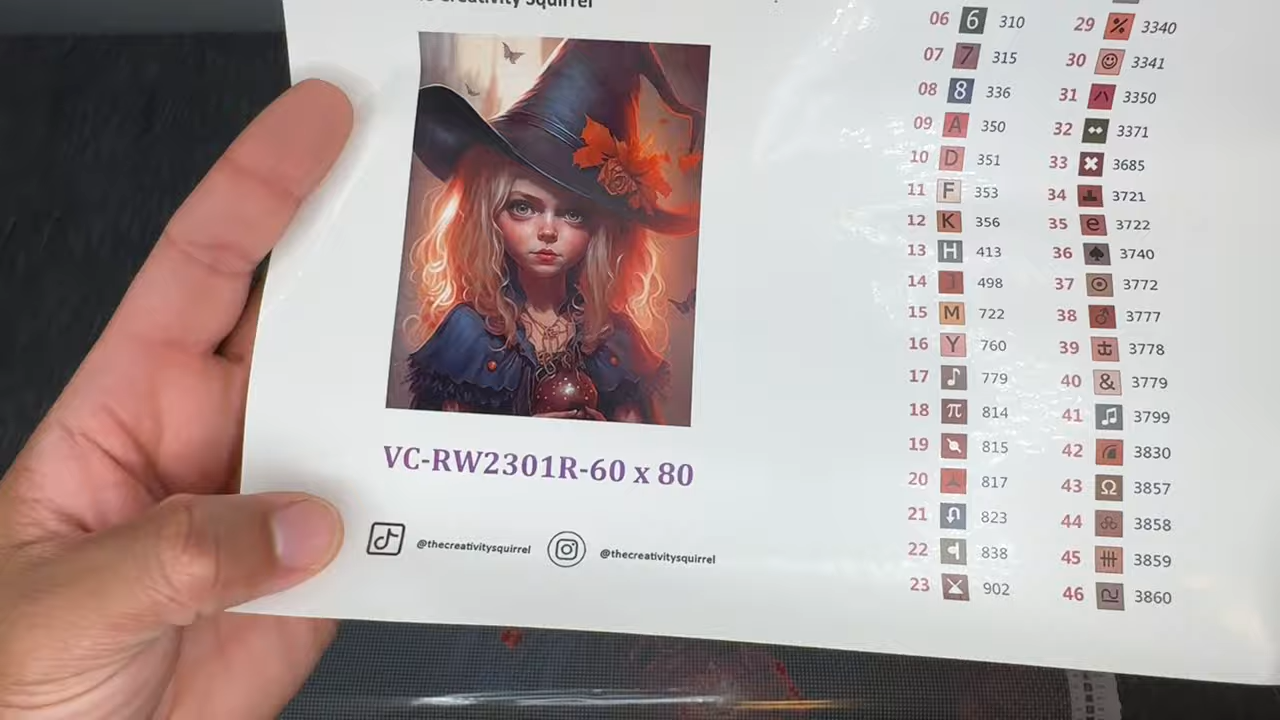 Creativity Squirrel
VC-RW2301R-60 x 80
@thecreativitysquirrel @thecreativitysquirrel
06 6 310
07 7 315
08 8 336
09 A 350
10 D 351
11 F 353
12 K 356
13 H 413
14 498
15 M 722
16 Y 760
17 ♪ 779
18 π 814
19 815
20 817
21 823
22 838
23 902
29 % 3340
30 ☺ 3341
31 ハ 3350
32 3371
33 ✖ 3685
34 3721
35 e 3722
36 ♠ 3740
37 ⊙ 3772
38 ♂ 3777
39 ⚓ 3778
40 & 3779
41 ♫ 3799
42 3830
43 Ω 3857
44 3858
45 3859
46 3860